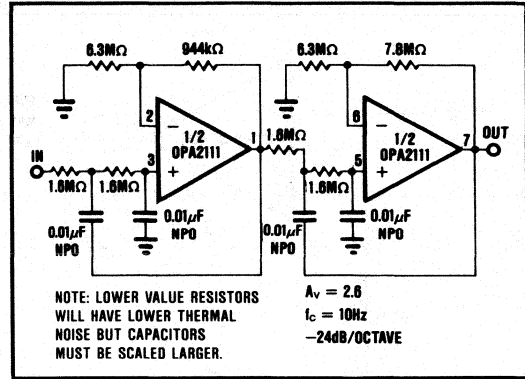 6.3MΩ
944kΩ
6.3MΩ
7.8MΩ
2
−
1/2
OPA2111
1
3
+
6
−
1/2
OPA2111
7
OUT
5
+
IN
1.6MΩ
1.6MΩ
1.6MΩ
1.6MΩ
0.01µF
NPO
0.01µF
NPO
0.01µF
NPO
0.01µF
NPO
NOTE: LOWER VALUE RESISTORS
WILL HAVE LOWER THERMAL
NOISE BUT CAPACITORS
MUST BE SCALED LARGER.
AV = 2.6
fC = 10Hz
−24dB/OCTAVE